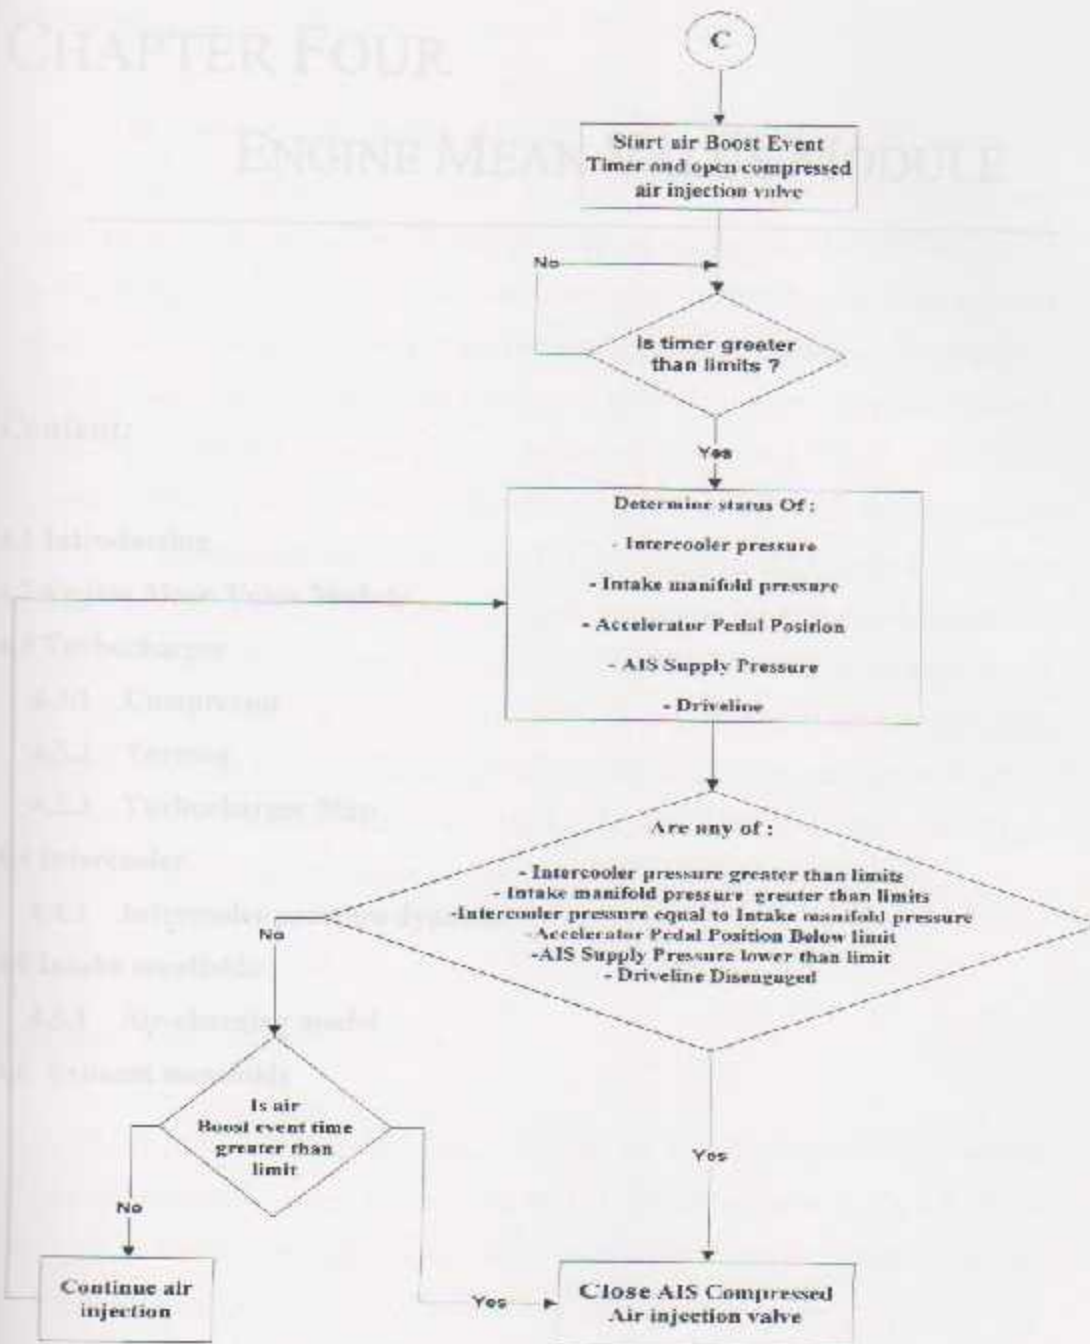 CHAPTER FOUR
ENGINE MEAN
C
Start air Boost Event
Timer and open compressed
air injection valve
No
Is timer greater
than limits ?
Yes
Determine status Of :
- Intercooler pressure
- Intake manifold pressure
- Accelerator Pedal Position
- AIS Supply Pressure
- Driveline
Are any of :
- Intercooler pressure greater than limits
- Intake manifold pressure greater than limits
-Intercooler pressure equal to Intake manifold pressure
-Accelerator Pedal Position Below limit
-AIS Supply Pressure lower than limit
- Driveline Disengaged
No
Is air
Boost event time
greater than
limit
Yes
No
Continue air
injection
Yes
Close AIS Compressed
Air injection valve
Content:
4.1 Introduction
Turbocharger
Compressor
Turbocharger Map
Intercooler
Intake manifolds
Exhaust manifolds